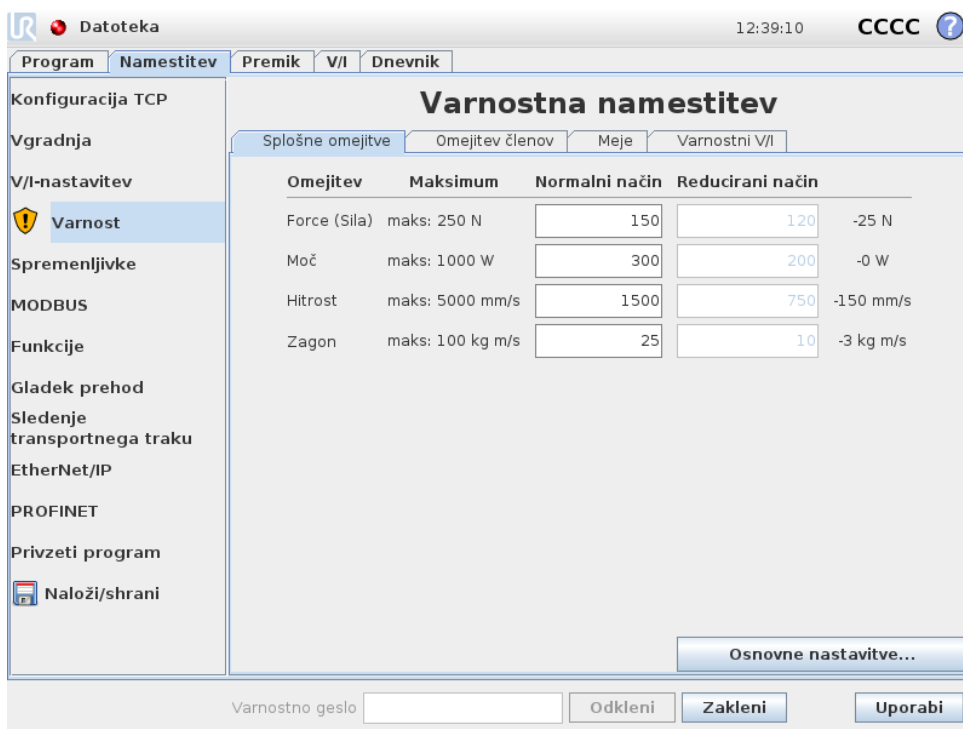 UR Datoteka 12:39:10 CCCC ?
Program Namestitev Premik V/I Dnevnik
Konfiguracija TCP
Vgradnja
V/I-nastavitev
Varnost
Spremenljivke
MODBUS
Funkcije
Gladek prehod
Sledenje
transportnega traku
EtherNet/IP
PROFINET
Privzeti program
Naloži/shrani
Varnostna namestitev
Splošne omejitve Omejitev členov Meje Varnostni V/I
Omejitev Maksimum Normalni način Reducirani način
Force (Sila) maks: 250 N 150 120 -25 N
Moč maks: 1000 W 300 200 -0 W
Hitrost maks: 5000 mm/s 1500 750 -150 mm/s
Zagon maks: 100 kg m/s 25 10 -3 kg m/s
Osnovne nastavitve...
Varnostno geslo Odkleni Zakleni Uporabi